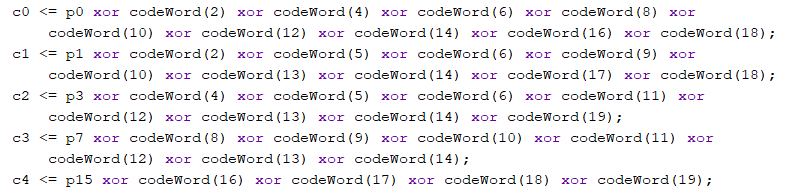 c0 <= p0 xor codeWord(2) xor codeWord(4) xor codeWord(6) xor codeWord(8) xor
codeWord(10) xor codeWord(12) xor codeWord(14) xor codeWord(16) xor codeWord(18);
c1 <= p1 xor codeWord(2) xor codeWord(5) xor codeWord(6) xor codeWord(9) xor
codeWord(10) xor codeWord(13) xor codeWord(14) xor codeWord(17) xor codeWord(18);
c2 <= p3 xor codeWord(4) xor codeWord(5) xor codeWord(6) xor codeWord(11) xor
codeWord(12) xor codeWord(13) xor codeWord(14) xor codeWord(19);
c3 <= p7 xor codeWord(8) xor codeWord(9) xor codeWord(10) xor codeWord(11) xor
codeWord(12) xor codeWord(13) xor codeWord(14);
c4 <= p15 xor codeWord(16) xor codeWord(17) xor codeWord(18) xor codeWord(19);